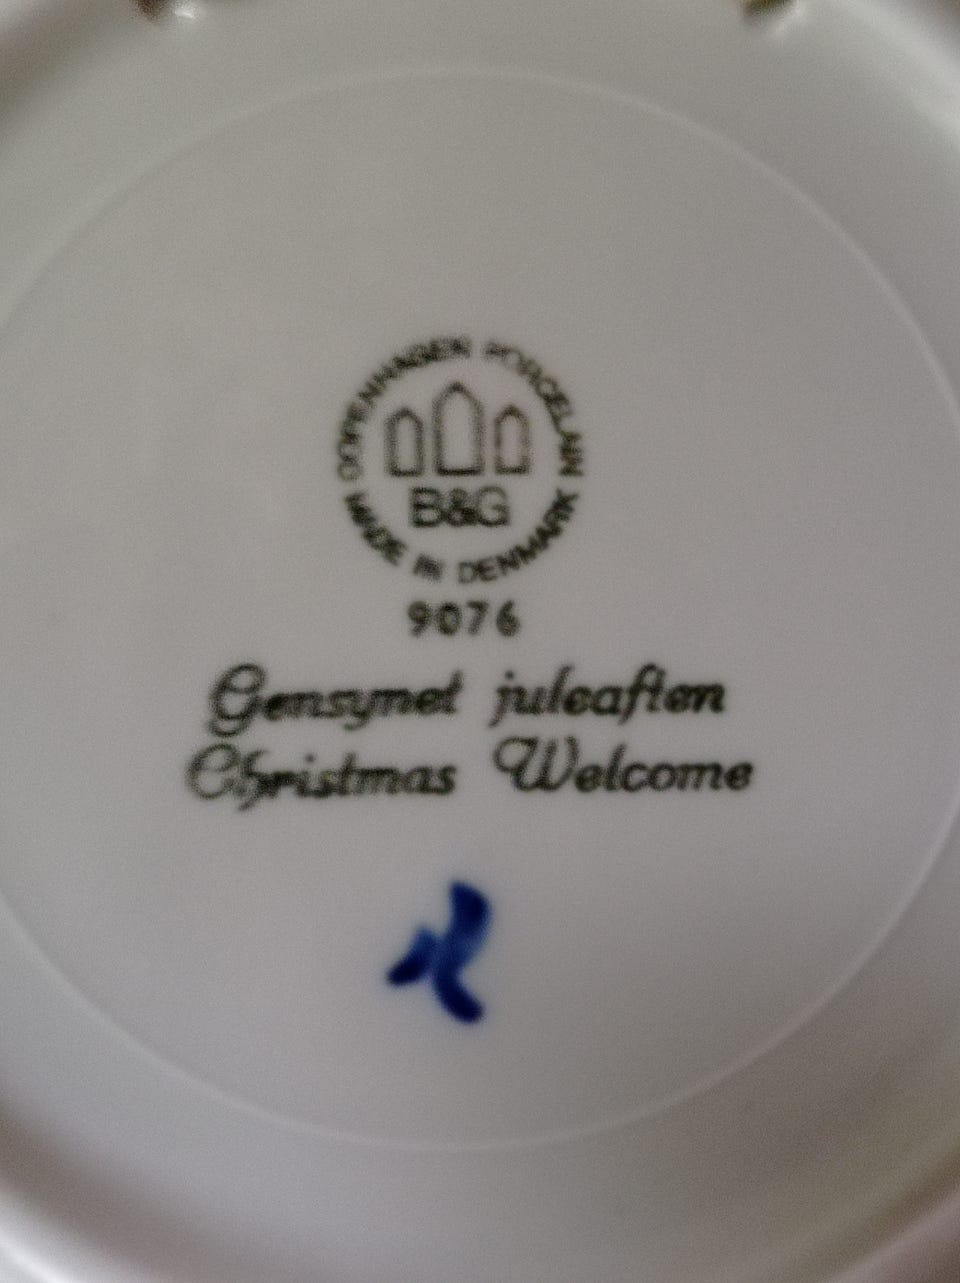 COPENHAGEN PORCELAIN
B&G
MADE IN DENMARK
9076
Gensynet juleaften
Christmas Welcome